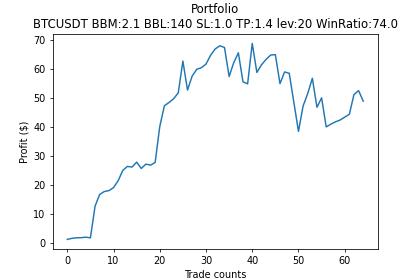 Portfolio
BTCUSDT BBM:2.1 BBL:140 SL:1.0 TP:1.4 lev:20 WinRatio:74.0
70
60
50
40
30
20
10
0
Profit ($)
0 10 20 30 40 50 60
Trade counts